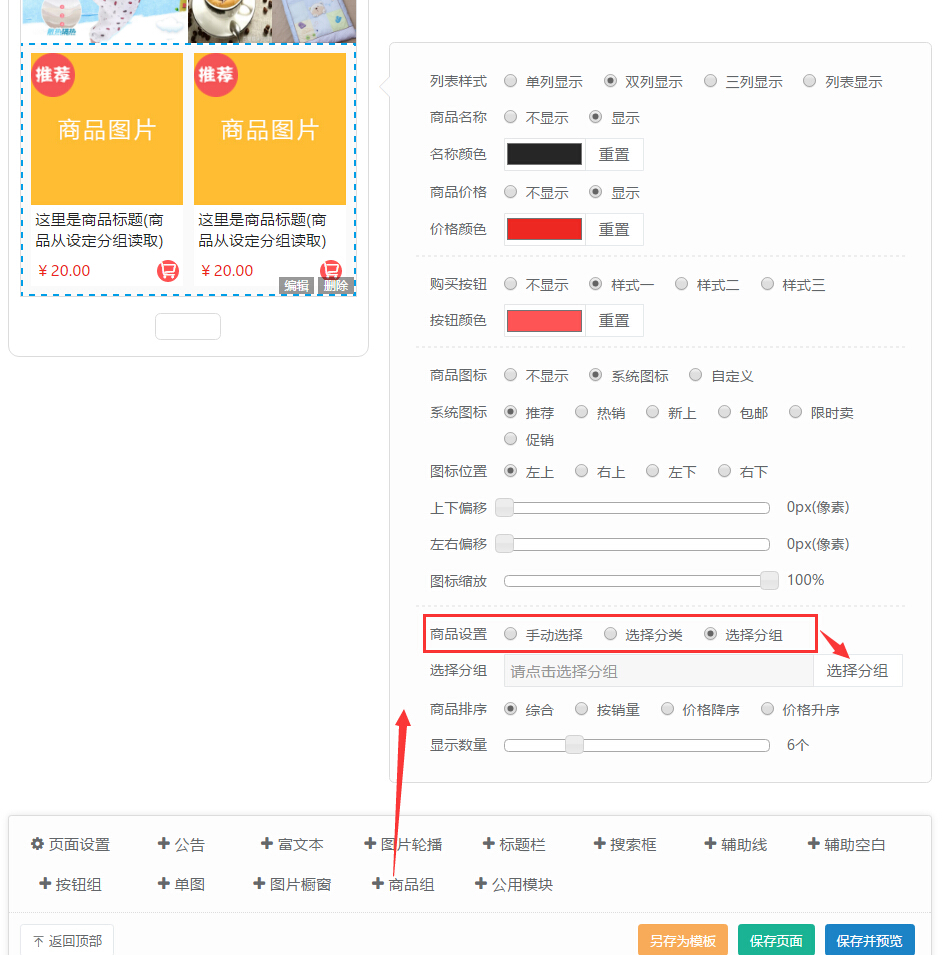 推荐 推荐
商品图片 商品图片
这里是商品标题(商
品从设定分组读取)
¥ 20.00
这里是商品标题(商
品从设定分组读取)
¥ 20.00
编辑 删除
列表样式 单列显示 双列显示 三列显示 列表显示
商品名称 不显示 显示
名称颜色 重置
商品价格 不显示 显示
价格颜色 重置
购买按钮 不显示 样式一 样式二 样式三
按钮颜色 重置
商品图标 不显示 系统图标 自定义
系统图标 推荐 热销 新上 包邮 限时卖
促销
图标位置 左上 右上 左下 右下
上下偏移 0px(像素)
左右偏移 0px(像素)
图标缩放 100%
商品设置 手动选择 选择分类 选择分组
选择分组 请点击选择分组 选择分组
商品排序 综合 按销量 价格降序 价格升序
显示数量 6个
页面设置 公告 富文本 图片轮播 标题栏 搜索框 辅助线 辅助空白
按钮组 单图 图片橱窗 商品组 公用模块
返回顶部 另存为模板 保存页面 保存并预览